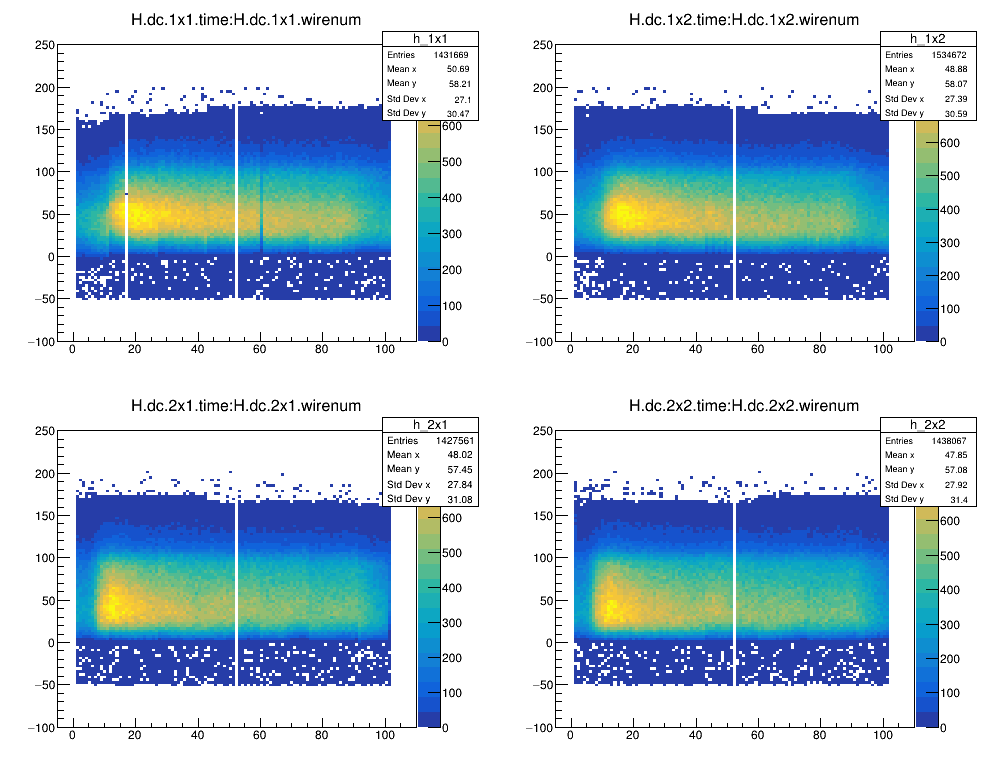 H.dc.1x1.time:H.dc.1x1.wirenum
h_1x1
Entries 1431669
Mean x 50.69
Mean y 58.21
Std Dev x 27.1
Std Dev y 30.47
250
200
150
100
50
0
−50
−100
0 20 40 60 80 100
600
500
400
300
200
100
0
H.dc.1x2.time:H.dc.1x2.wirenum
h_1x2
Entries 1534672
Mean x 48.88
Mean y 58.07
Std Dev x 27.39
Std Dev y 30.59
250
200
150
100
50
0
−50
−100
0 20 40 60 80 100
600
500
400
300
200
100
0
H.dc.2x1.time:H.dc.2x1.wirenum
h_2x1
Entries 1427561
Mean x 48.02
Mean y 57.45
Std Dev x 27.84
Std Dev y 31.08
250
200
150
100
50
0
−50
−100
0 20 40 60 80 100
600
500
400
300
200
100
0
H.dc.2x2.time:H.dc.2x2.wirenum
h_2x2
Entries 1438067
Mean x 47.85
Mean y 57.08
Std Dev x 27.92
Std Dev y 31.4
250
200
150
100
50
0
−50
−100
0 20 40 60 80 100
600
500
400
300
200
100
0